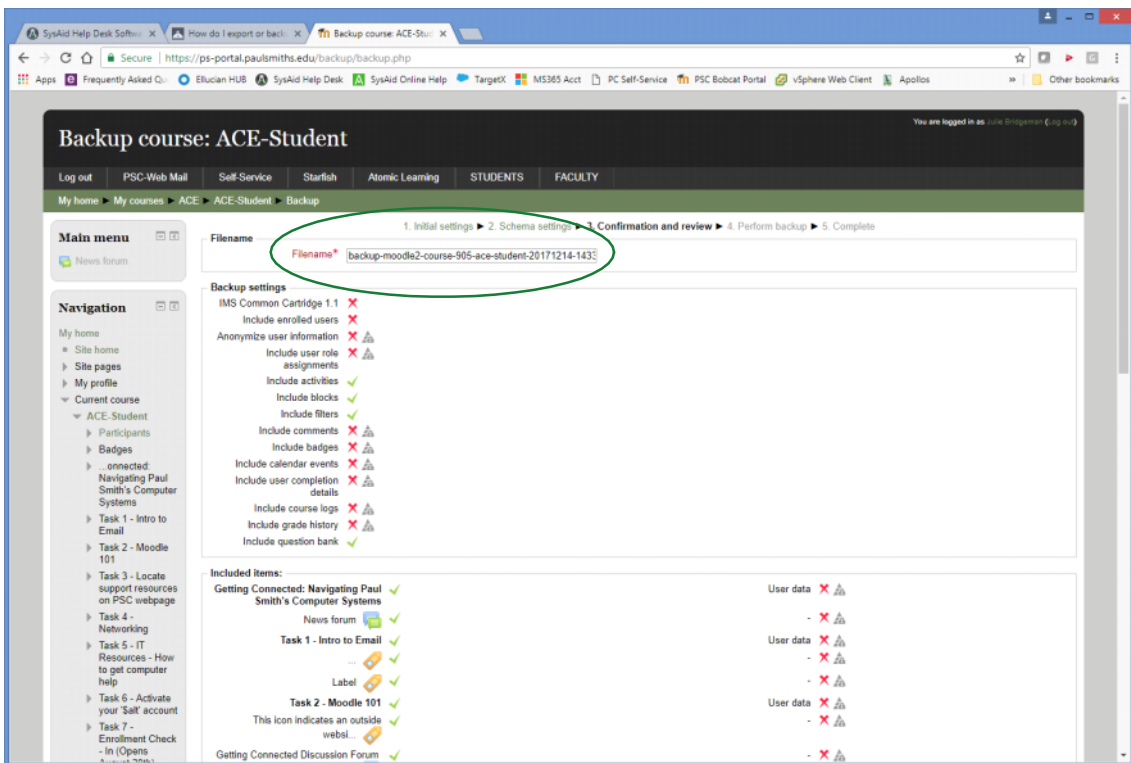 SysAid Help Desk Softwa
How do I export or back
Backup course: ACE-Stud
Secure
https://ps-portal.paulsmiths.edu/backup/backup.php
Apps
Frequently Asked Qu
Ellucian HUB
SysAid Help Desk
SysAid Online Help
TargetX
MS365 Acct
PC Self-Service
PSC Bobcat Portal
vSphere Web Client
Apollos
»
Other bookmarks
You are logged in as Julie Bridgeman (Log out)
Backup course: ACE-Student
Log out
PSC-Web Mail
Self-Service
Starfish
Atomic Learning
STUDENTS
FACULTY
My home ► My courses ► ACE ► ACE-Student ► Backup
1. Initial settings ► 2. Schema settings ► 3. Confirmation and review ► 4. Perform backup ► 5. Complete
Main menu
News forum
Navigation
My home
Site home
Site pages
My profile
Current course
ACE-Student
Participants
Badges
...onnected:
Navigating Paul
Smith's Computer
Systems
Task 1 - Intro to
Email
Task 2 - Moodle
101
Task 3 - Locate
support resources
on PSC webpage
Task 4 -
Networking
Task 5 - IT
Resources - How
to get computer
help
Task 6 - Activate
your '$alt' account
Task 7 -
Enrollment Check
- In (Opens
Filename
Filename*
backup-moodle2-course-905-ace-student-20171214-1433
Backup settings
IMS Common Cartridge 1.1
Include enrolled users
Anonymize user information
Include user role
assignments
Include activities
Include blocks
Include filters
Include comments
Include badges
Include calendar events
Include user completion
details
Include course logs
Include grade history
Include question bank
Included items:
Getting Connected: Navigating Paul
Smith's Computer Systems
User data
News forum
-
Task 1 - Intro to Email
User data
...
-
Label
-
Task 2 - Moodle 101
User data
This icon indicates an outside
websi...
-
Getting Connected Discussion Forum
-